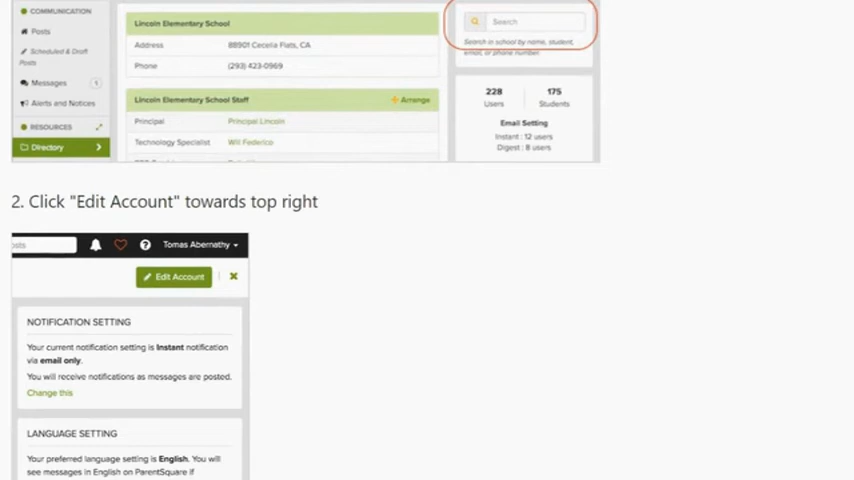 COMMUNICATION
Posts
Scheduled & Draft
Posts
Messages
Alerts and Notices
RESOURCES
Directory
Lincoln Elementary School
Address 88901 Cecelia Flats, CA
Phone (293) 423-0969
Lincoln Elementary School Staff Arrange
Principal Principal Lincoln
Technology Specialist Will Federico
Search
Search in school by name, student,
email, or phone number.
228 175
Users Students
Email Setting
Instant : 12 users
Digest : 8 users
2. Click "Edit Account" towards top right
osts Tomas Abernathy
Edit Account
NOTIFICATION SETTING
Your current notification setting is Instant notification
via email only.
You will receive notifications as messages are posted.
Change this
LANGUAGE SETTING
Your preferred language setting is English. You will
see messages in English on ParentSquare if